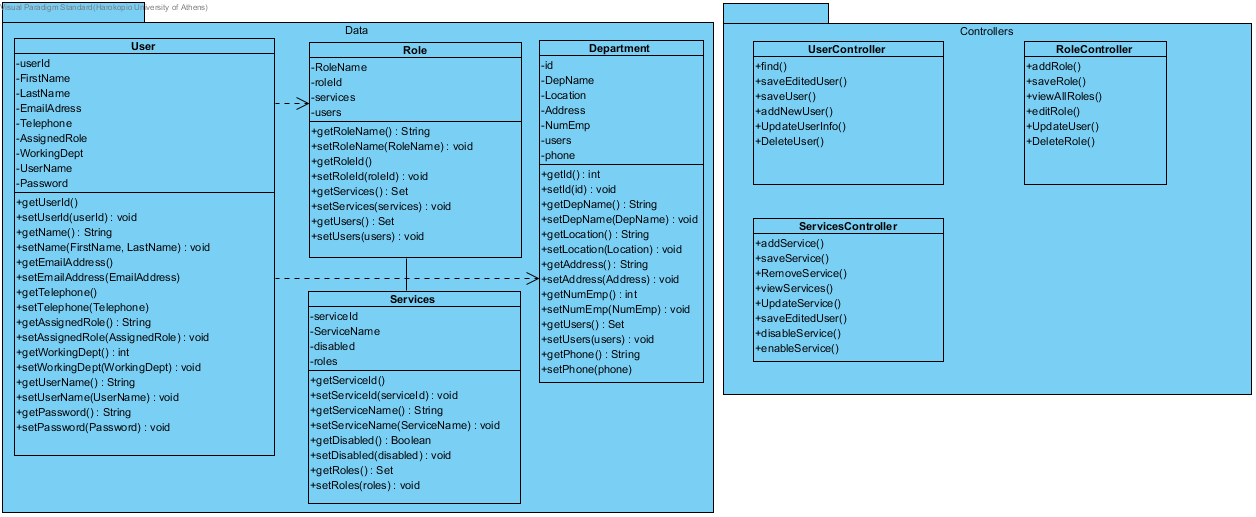 Visual Paradigm Standard(Harokopio University of Athens)
Data
User
-userId
-FirstName
-LastName
-EmailAdress
-Telephone
-AssignedRole
-WorkingDept
-UserName
-Password
+getUserId()
+setUserId(userId) : void
+getName() : String
+setName(FirstName, LastName) : void
+getEmailAddress()
+setEmailAddress(EmailAddress)
+getTelephone()
+setTelephone(Telephone)
+getAssignedRole() : String
+setAssignedRole(AssignedRole) : void
+getWorkingDept() : int
+setWorkingDept(WorkingDept) : void
+getUserName() : String
+setUserName(UserName) : void
+getPassword() : String
+setPassword(Password) : void
Role
-RoleName
-roleId
-services
-users
+getRoleName() : String
+setRoleName(RoleName) : void
+getRoleId()
+setRoleId(roleId) : void
+getServices() : Set
+setServices(services) : void
+getUsers() : Set
+setUsers(users) : void
Services
-serviceId
-ServiceName
-disabled
-roles
+getServiceId()
+setServiceId(serviceId) : void
+getServiceName() : String
+setServiceName(ServiceName) : void
+getDisabled() : Boolean
+setDisabled(disabled) : void
+getRoles() : Set
+setRoles(roles) : void
Department
-id
-DepName
-Location
-Address
-NumEmp
-users
-phone
+getId() : int
+setId(id) : void
+getDepName() : String
+setDepName(DepName) : void
+getLocation() : String
+setLocation(Location) : void
+getAddress() : String
+setAddress(Address) : void
+getNumEmp() : int
+setNumEmp(NumEmp) : void
+getUsers() : Set
+setUsers(users) : void
+getPhone() : String
+setPhone(phone)
Controllers
UserController
+find()
+saveEditedUser()
+saveUser()
+addNewUser()
+UpdateUserInfo()
+DeleteUser()
RoleController
+addRole()
+saveRole()
+viewAllRoles()
+editRole()
+UpdateUser()
+DeleteRole()
ServicesController
+addService()
+saveService()
+RemoveService()
+viewServices()
+UpdateService()
+saveEditedUser()
+disableService()
+enableService()